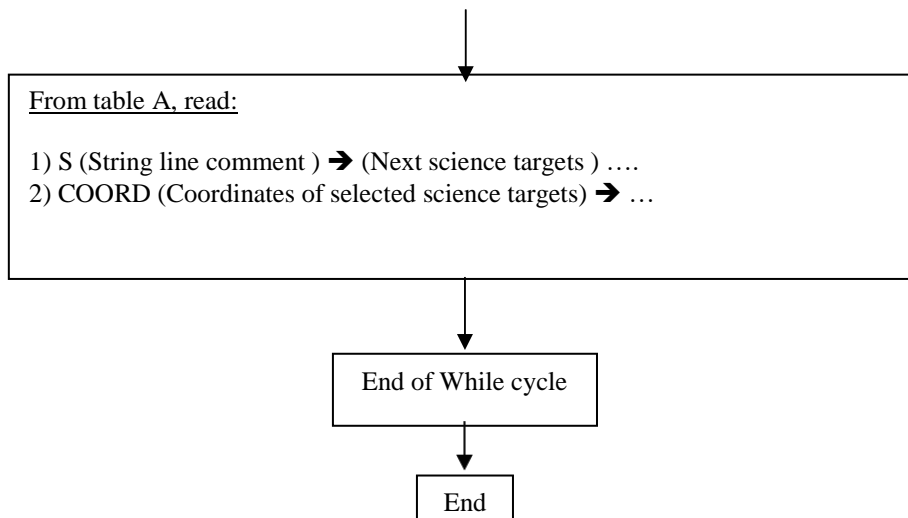 From table A, read:
1) S (String line comment ) ➔ (Next science targets ) ….
2) COORD (Coordinates of selected science targets) ➔ …
End of While cycle
End